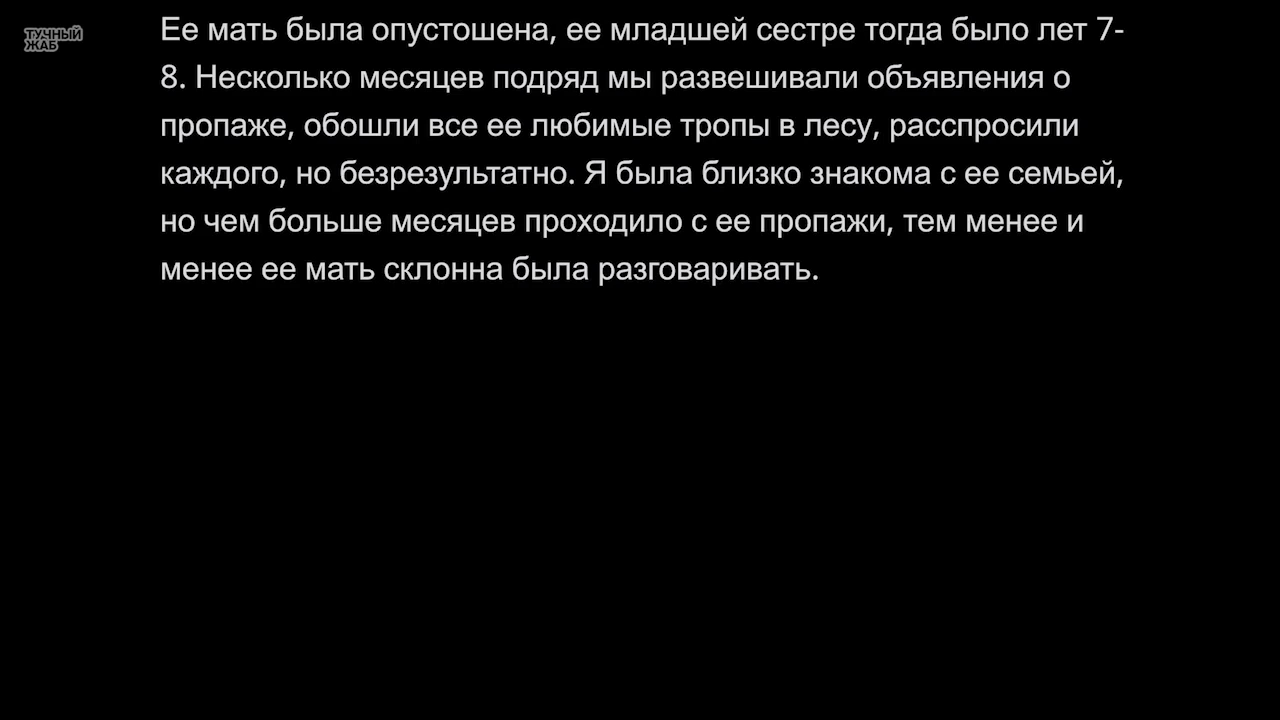 ТУЧНЫЙ
ЖАБ
Ее мать была опустошена, ее младшей сестре тогда было лет 7-
8. Несколько месяцев подряд мы развешивали объявления о
пропаже, обошли все ее любимые тропы в лесу, расспросили
каждого, но безрезультатно. Я была близко знакома с ее семьей,
но чем больше месяцев проходило с ее пропажи, тем менее и
менее ее мать склонна была разговаривать.